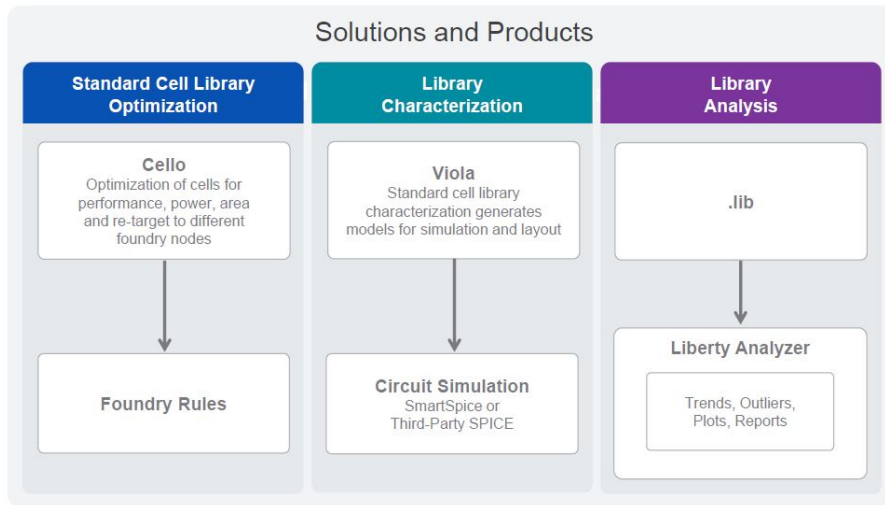 Solutions and Products
Standard Cell Library
Optimization
Cello
Optimization of cells for
performance, power, area
and re-target to different
foundry nodes
Foundry Rules
Library
Characterization
Viola
Standard cell library
characterization generates
models for simulation and layout
Circuit Simulation
SmartSpice or
Third-Party SPICE
Library
Analysis
.lib
Liberty Analyzer
Trends, Outliers,
Plots, Reports